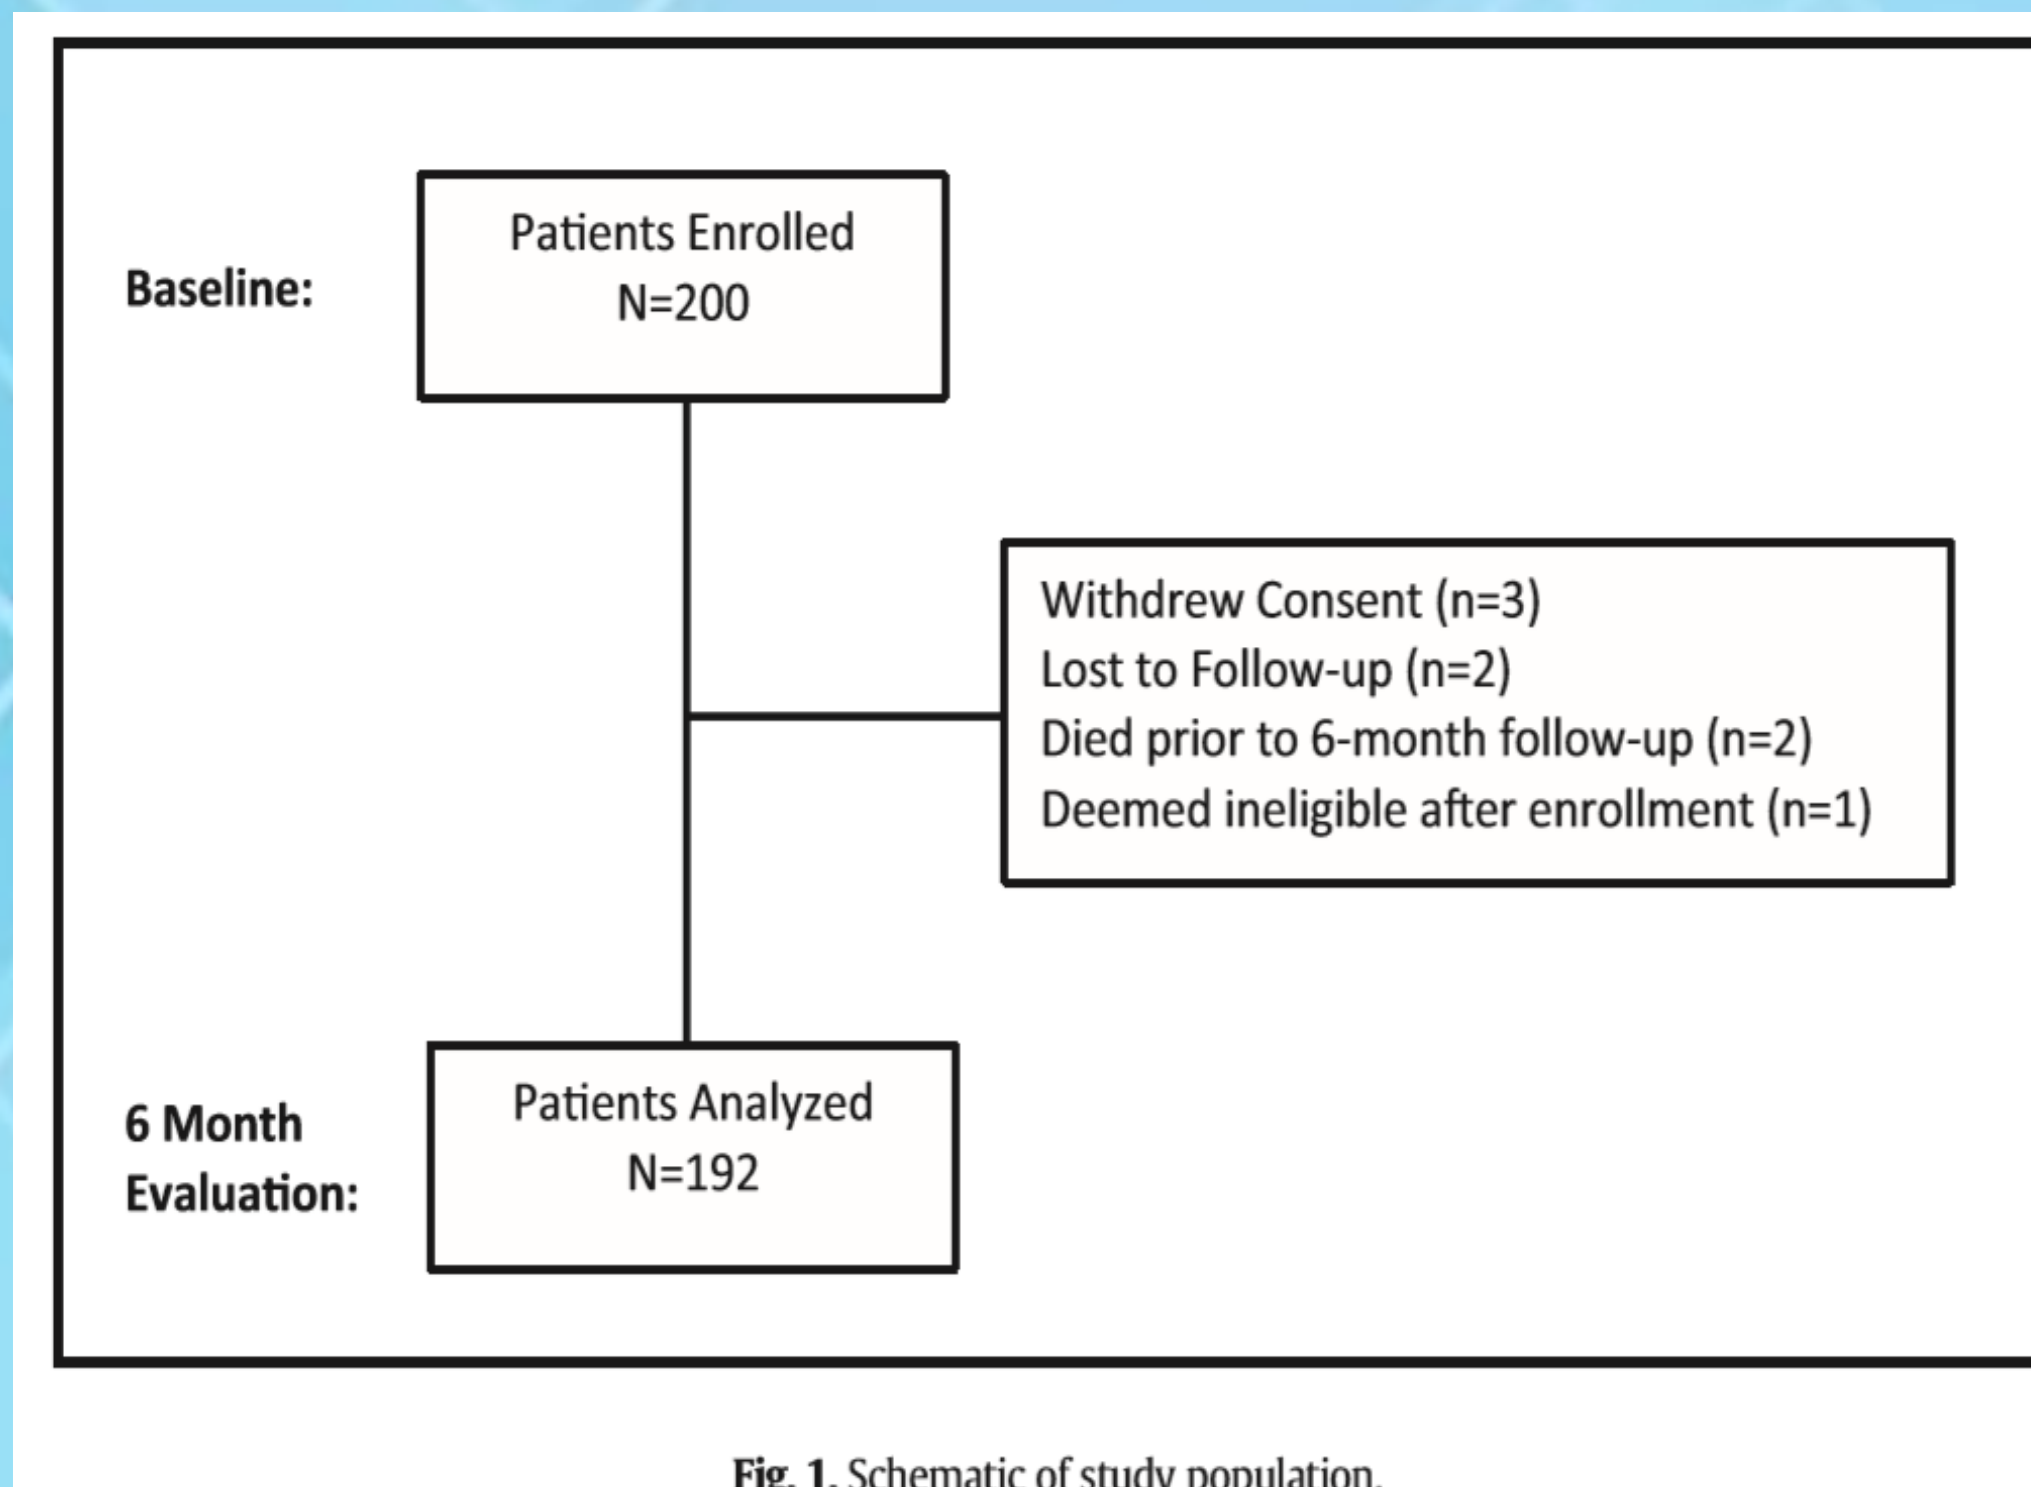 Baseline:
Patients Enrolled
N=200
Withdrew Consent (n=3)
Lost to Follow-up (n=2)
Died prior to 6-month follow-up (n=2)
Deemed ineligible after enrollment (n=1)
6 Month
Evaluation:
Patients Analyzed
N=192
Fig. 1. Schematic of study population.